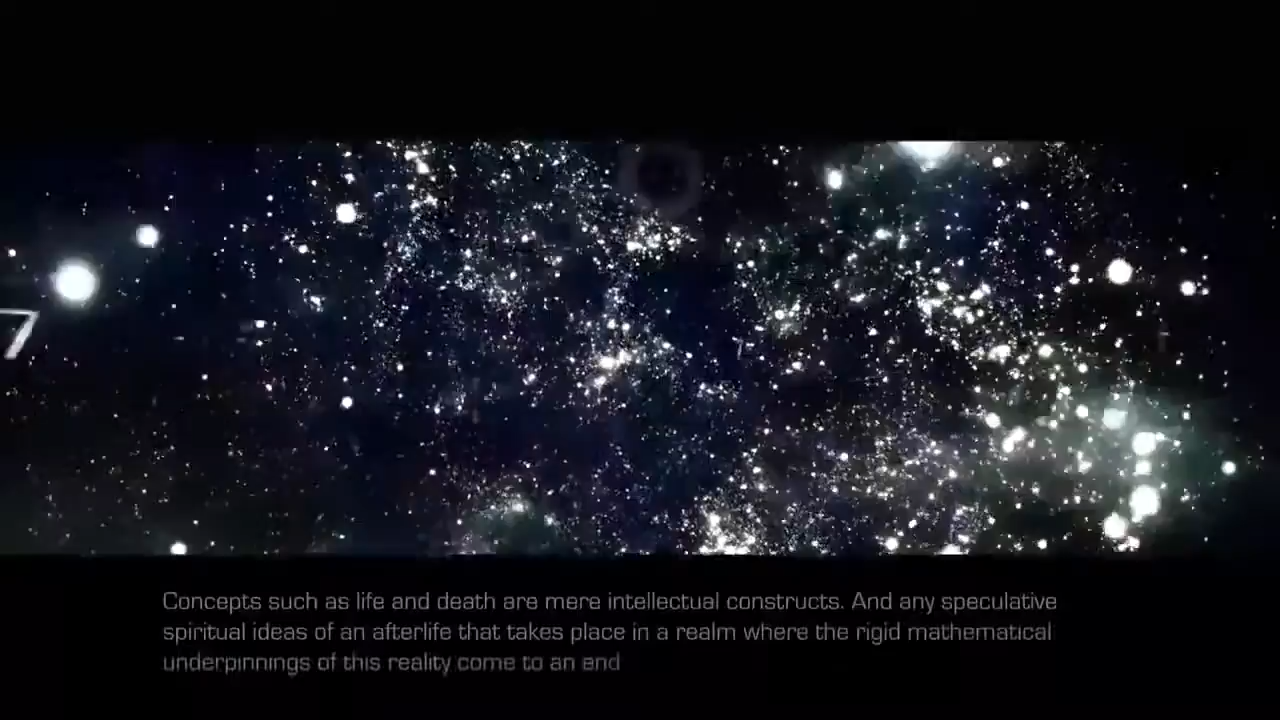 7
Concepts such as life and death are mere intellectual constructs. And any speculative
spiritual ideas of an afterlife that takes place in a realm where the rigid mathematical
underpinnings of this reality come to an end